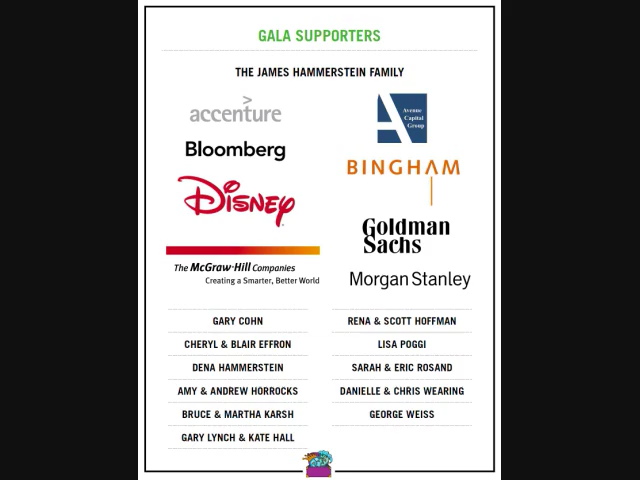 GALA SUPPORTERS
THE JAMES HAMMERSTEIN FAMILY
accenture
Bloomberg
DISNEY
The McGraw·Hill Companies
Creating a Smarter, Better World
Avenue
Capital
Group
BINGHAM
Goldman
Sachs
Morgan Stanley
GARY COHN
CHERYL & BLAIR EFFRON
DENA HAMMERSTEIN
AMY & ANDREW HORROCKS
BRUCE & MARTHA KARSH
GARY LYNCH & KATE HALL
RENA & SCOTT HOFFMAN
LISA POGGI
SARAH & ERIC ROSAND
DANIELLE & CHRIS WEARING
GEORGE WEISS